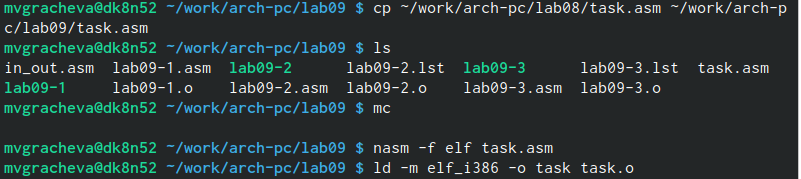 mvgracheva@dk8n52 ~/work/arch-pc/lab09 $ cp ~/work/arch-pc/lab08/task.asm ~/work/arch-p
c/lab09/task.asm
mvgracheva@dk8n52 ~/work/arch-pc/lab09 $ ls
in_out.asm  lab09-1.asm  lab09-2      lab09-2.lst  lab09-3      lab09-3.lst  task.asm
lab09-1     lab09-1.o    lab09-2.asm  lab09-2.o    lab09-3.asm  lab09-3.o
mvgracheva@dk8n52 ~/work/arch-pc/lab09 $ mc
mvgracheva@dk8n52 ~/work/arch-pc/lab09 $ nasm -f elf task.asm
mvgracheva@dk8n52 ~/work/arch-pc/lab09 $ ld -m elf_i386 -o task task.o